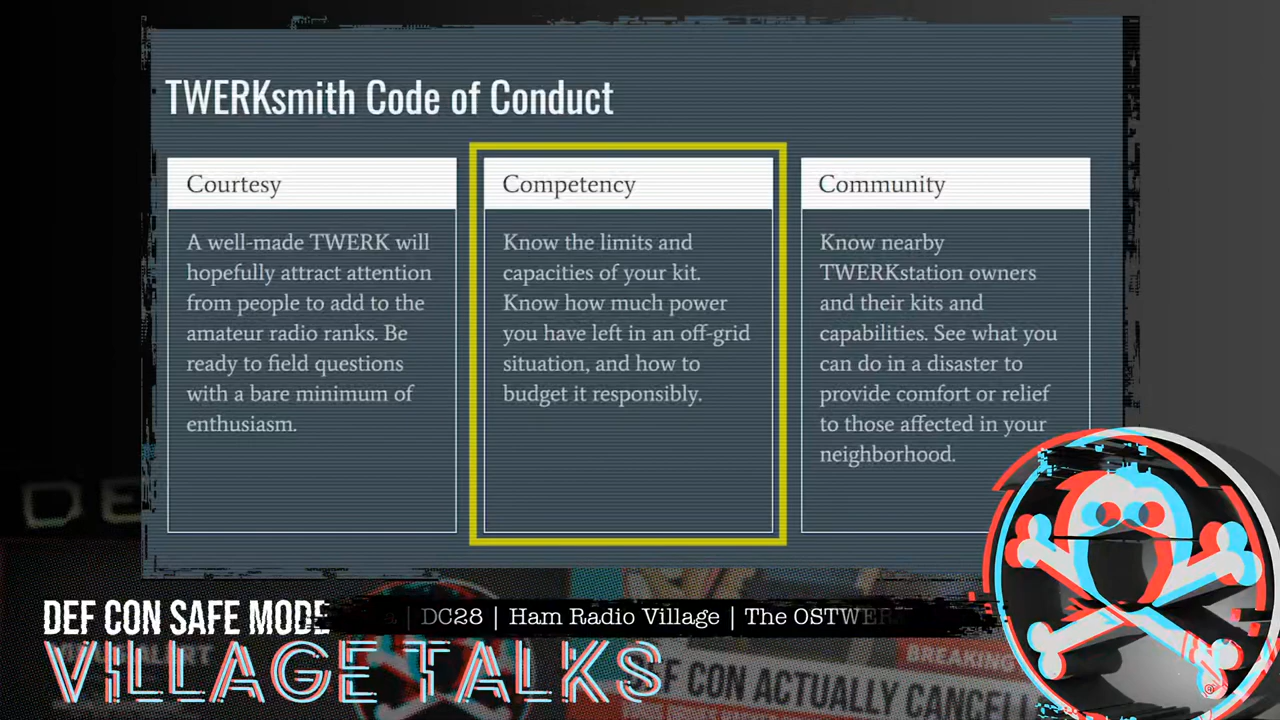 TWERKsmith Code of Conduct
Courtesy
A well-made TWERK will
hopefully attract attention
from people to add to the
amateur radio ranks. Be
ready to field questions
with a bare minimum of
enthusiasm.
Competency
Know the limits and
capacities of your kit.
Know how much power
you have left in an off-grid
situation, and how to
budget it responsibly.
Community
Know nearby
TWERKstation owners
and their kits and
capabilities. See what you
can do in a disaster to
provide comfort or relief
to those affected in your
neighborhood.
DEF CON SAFE MODE
a | DC28 | Ham Radio Village | The OSTWER
VILLAGE TALKS
BREAKING
CON ACTUALLY CANCELL